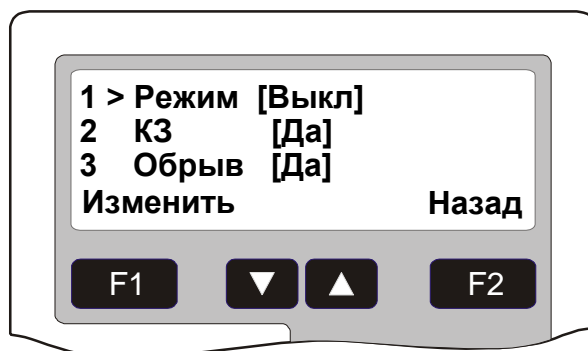 1 > Режим [Выкл]
2 КЗ [Да]
3 Обрыв [Да]
Изменить Назад
F1 ▼ ▲ F2